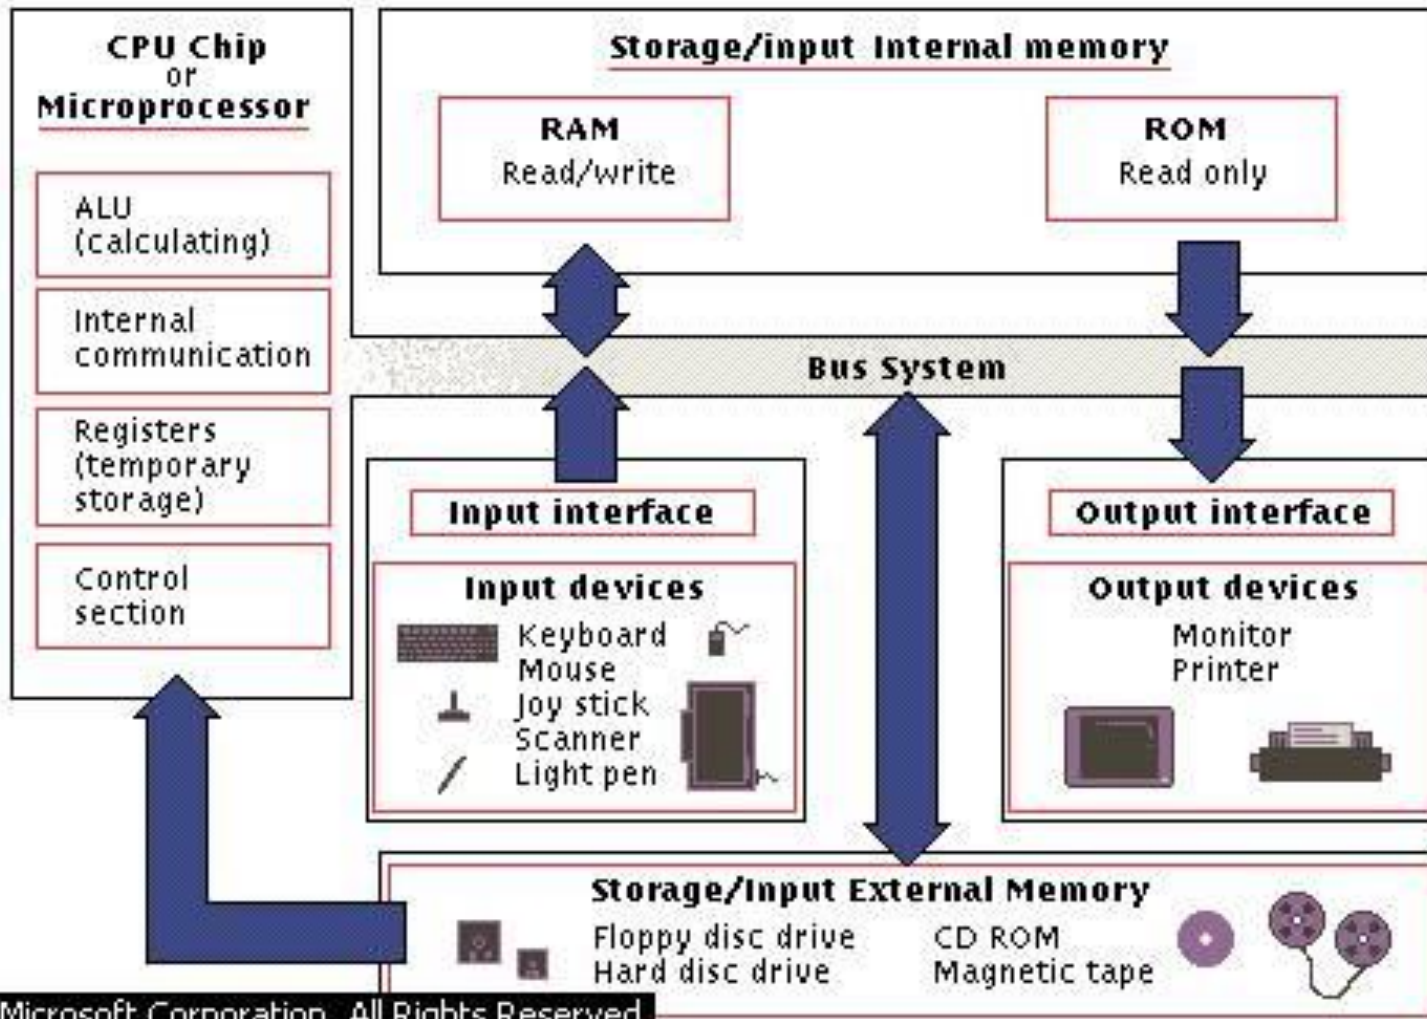 CPU Chip
or
Microprocessor
ALU
(calculating)
Internal
communication
Registers
(temporary
storage)
Control
section
Storage/input Internal memory
RAM
Read/write
ROM
Read only
Bus System
Input interface
Input devices
Keyboard
Mouse
Joy stick
Scanner
Light pen
Output interface
Output devices
Monitor
Printer
Storage/Input External Memory
Floppy disc drive
Hard disc drive
CD ROM
Magnetic tape
Microsoft Corporation. All Rights Reserved